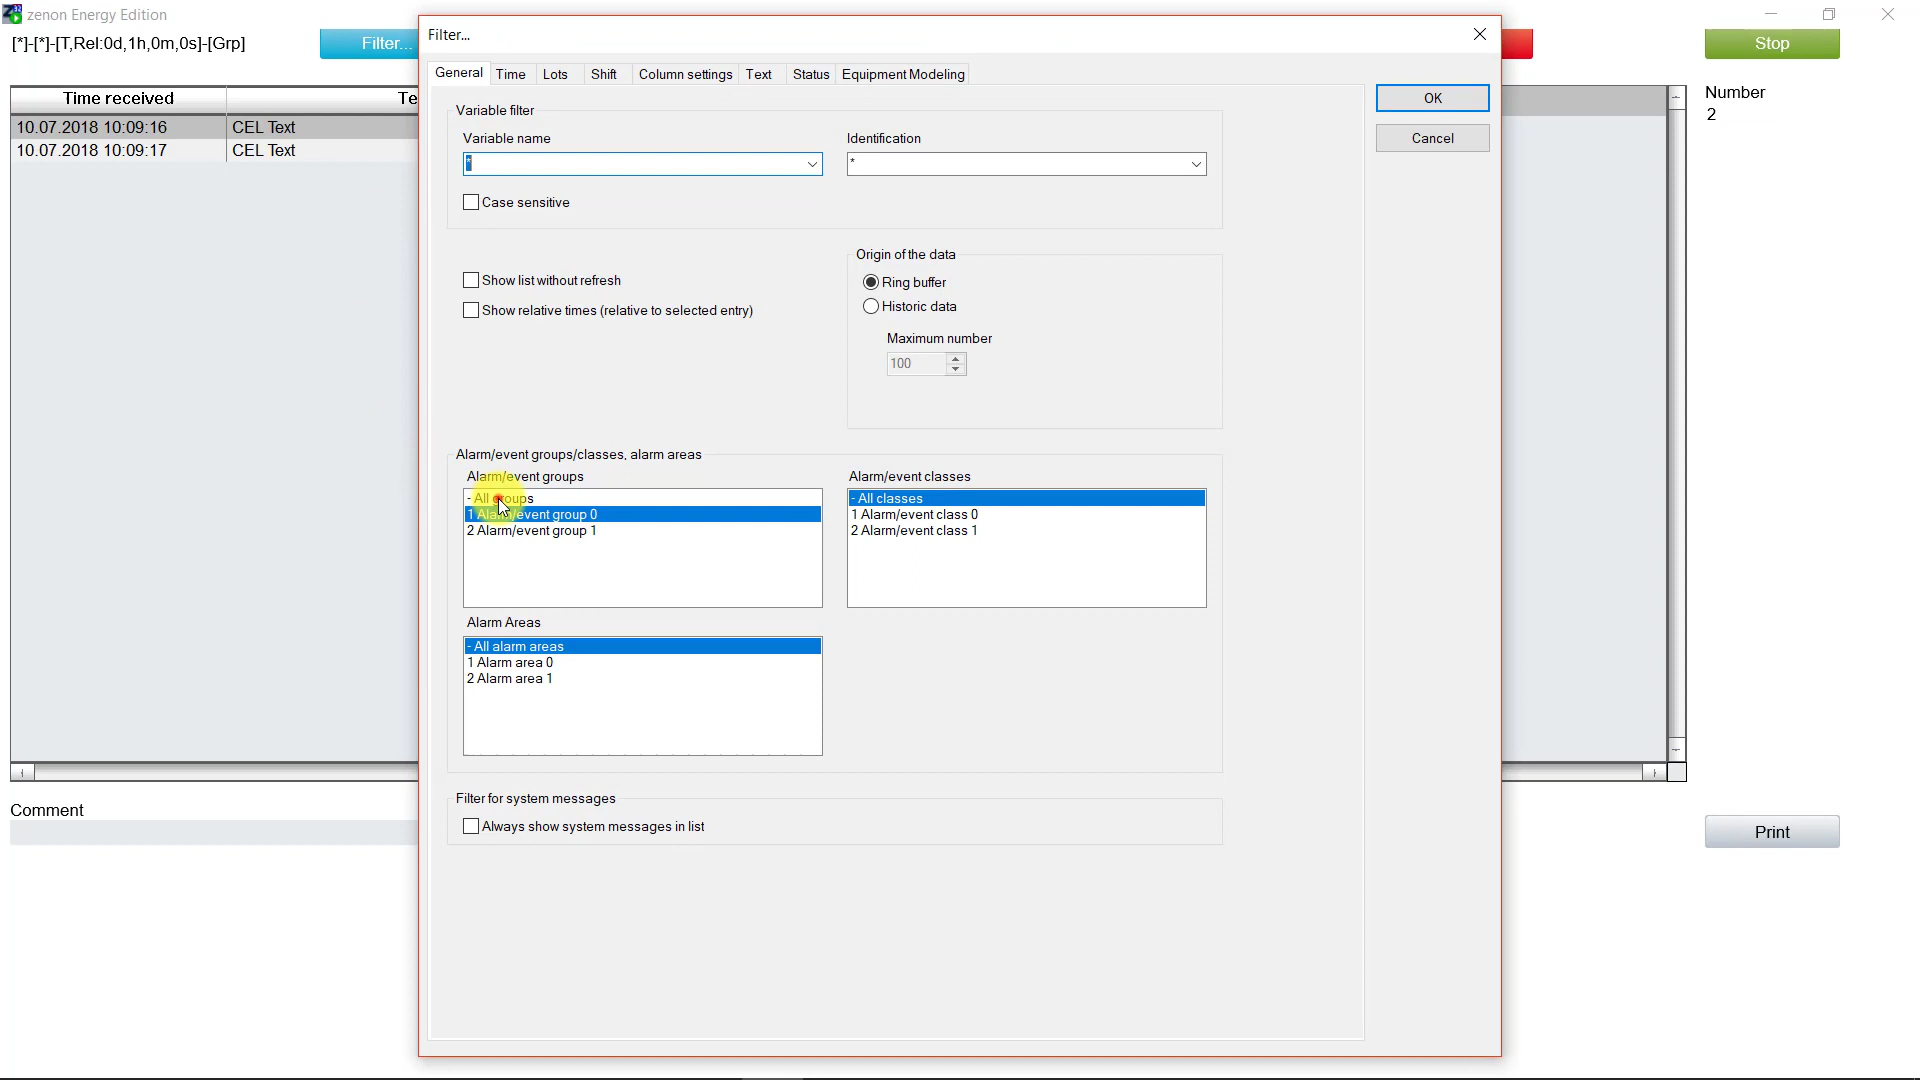 zenon Energy Edition
[*]-[*]-[T,Rel:0d,1h,0m,0s]-[Grp]
Filter...
Stop
Time received
Te
10.07.2018 10:09:16
CEL Text
10.07.2018 10:09:17
CEL Text
Number
2
Comment
Print
Filter...
General
Time
Lots
Shift
Column settings
Text
Status
Equipment Modeling
OK
Cancel
Variable filter
Variable name
Identification
*
*
Case sensitive
Show list without refresh
Show relative times (relative to selected entry)
Origin of the data
Ring buffer
Historic data
Maximum number
100
Alarm/event groups/classes, alarm areas
Alarm/event groups
- All groups
1 Alarm/event group 0
2 Alarm/event group 1
Alarm/event classes
- All classes
1 Alarm/event class 0
2 Alarm/event class 1
Alarm Areas
- All alarm areas
1 Alarm area 0
2 Alarm area 1
Filter for system messages
Always show system messages in list